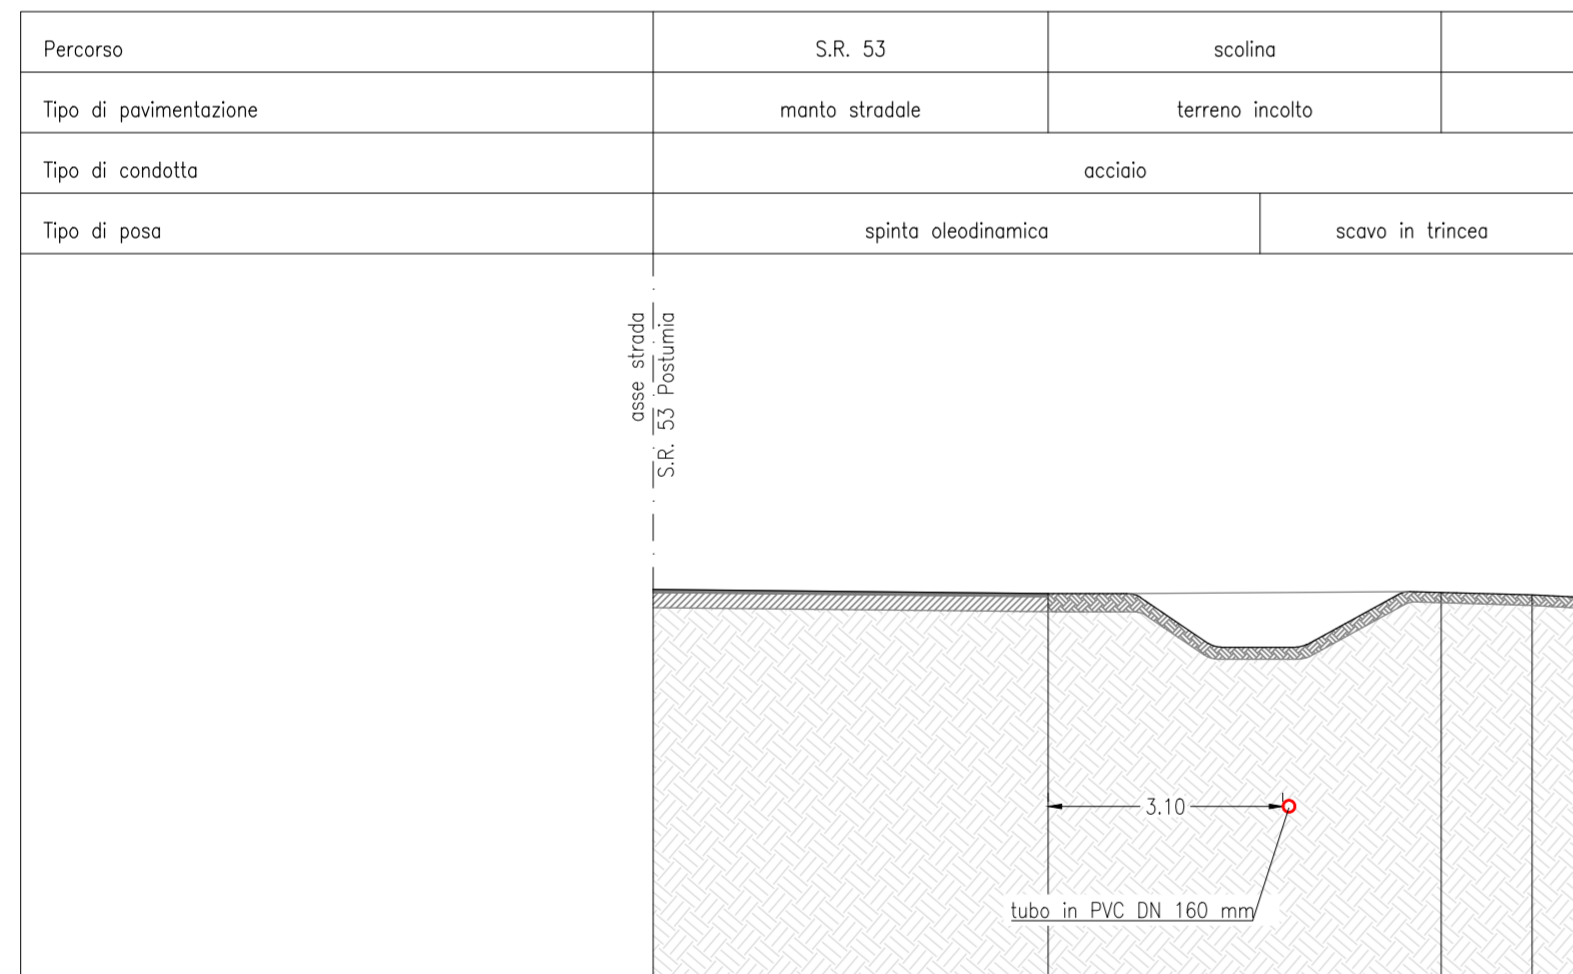 Percorso S.R. 53 scolina
Tipo di pavimentazione manto stradale terreno incolto
Tipo di condotta acciaio
Tipo di posa spinta oleodinamica scavo in trincea
asse strada
S.R. 53 Postumia
3.10
tubo in PVC DN 160 mm